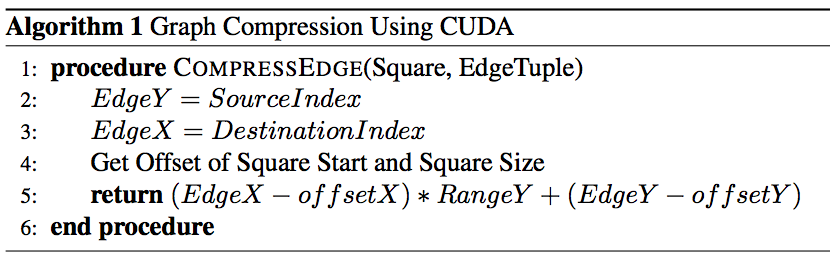 Algorithm 1 Graph Compression Using CUDA
1: procedure COMPRESSEDGE(Square, EdgeTuple)
2: EdgeY = SourceIndex
3: EdgeX = DestinationIndex
4: Get Offset of Square Start and Square Size
5: return (EdgeX − offsetX) ∗ RangeY + (EdgeY − offsetY)
6: end procedure